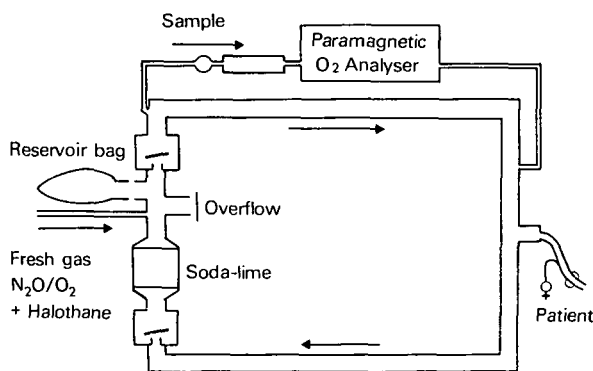 Sample
Paramagnetic
O₂ Analyser
Reservoir bag
Overflow
Fresh gas
N₂O/O₂
+ Halothane
Soda-lime
Patient